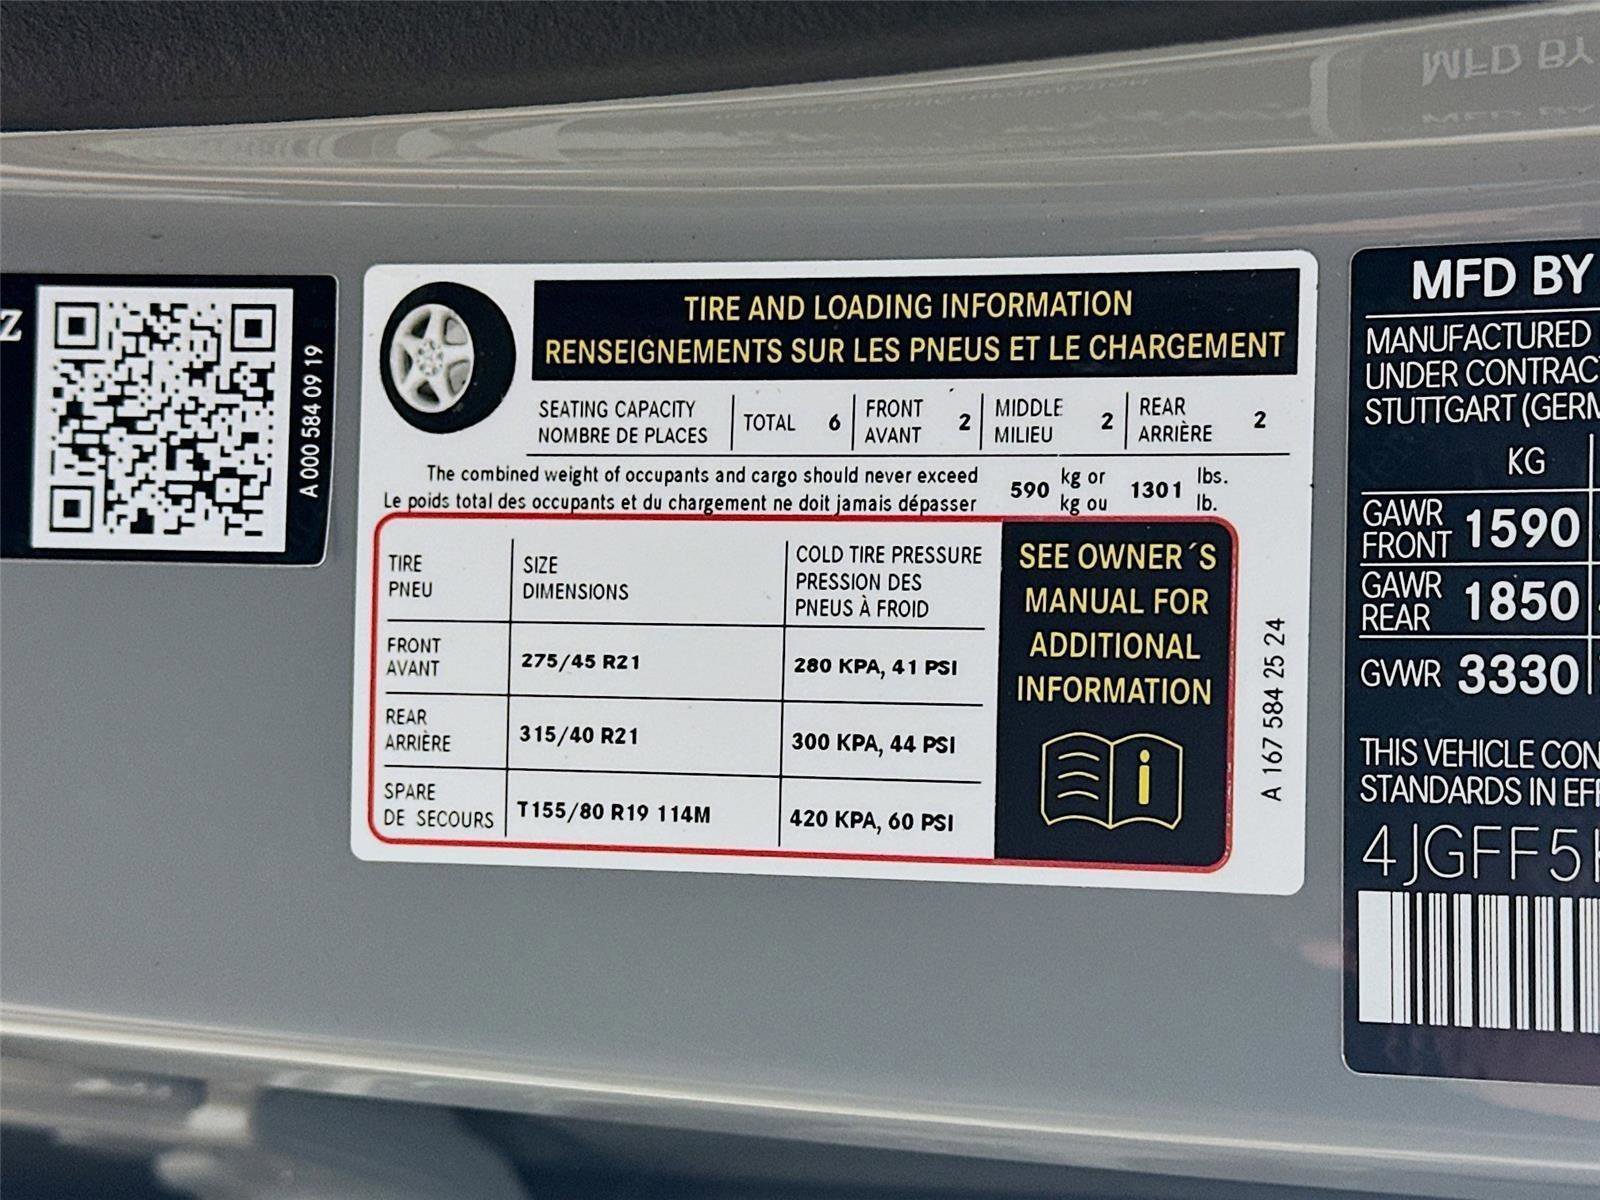 Z
A 000 584 09 19
TIRE AND LOADING INFORMATION
RENSEIGNEMENTS SUR LES PNEUS ET LE CHARGEMENT
SEATING CAPACITY
NOMBRE DE PLACES
TOTAL 6
FRONT
AVANT 2
MIDDLE
MILIEU 2
REAR
ARRIÈRE 2
The combined weight of occupants and cargo should never exceed
Le poids total des occupants et du chargement ne doit jamais dépasser
590 kg or
kg ou
1301 lbs.
lb.
TIRE
PNEU
SIZE
DIMENSIONS
COLD TIRE PRESSURE
PRESSION DES
PNEUS À FROID
FRONT
AVANT
275/45 R21
280 KPA, 41 PSI
REAR
ARRIÈRE
315/40 R21
300 KPA, 44 PSI
SPARE
DE SECOURS
T155/80 R19 114M
420 KPA, 60 PSI
SEE OWNER´S
MANUAL FOR
ADDITIONAL
INFORMATION
A 167 584 25 24
MFD BY
MANUFACTURED
UNDER CONTRAC
STUTTGART (GERM
KG
GAWR
FRONT 1590
GAWR
REAR 1850
GVWR 3330
THIS VEHICLE CON
STANDARDS IN EFF
4JGFF5
MFD BY